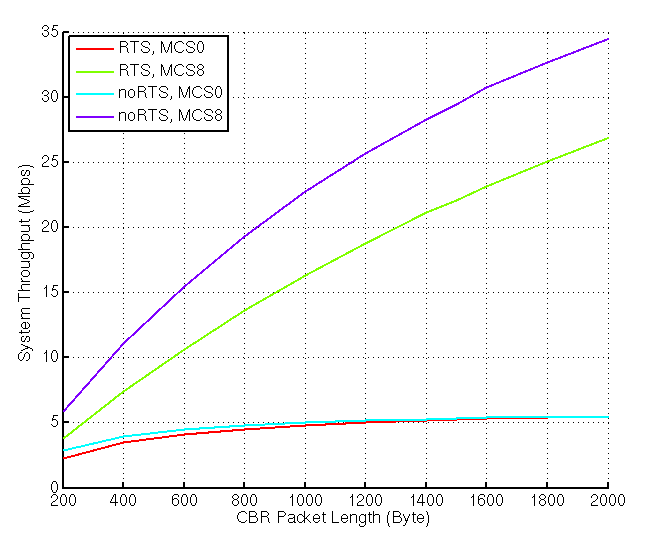 35
30
25
20
15
10
5
0
System Throughput (Mbps)
RTS, MCS0
RTS, MCS8
noRTS, MCS0
noRTS, MCS8
200 400 600 800 1000 1200 1400 1600 1800 2000
CBR Packet Length (Byte)